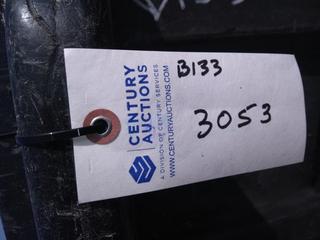 B133
3053
CENTURY
AUCTIONS
A DIVISION OF CENTURY SERVICES
WWW.CENTURYAUCTIONS.COM